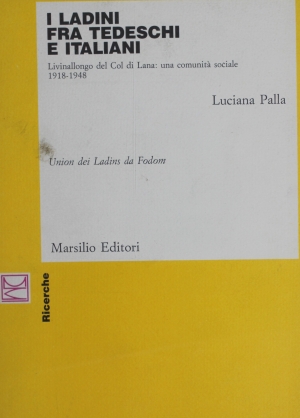 I LADINI
FRA TEDESCHI
E ITALIANI
Livinallongo del Col di Lana: una comunità sociale
1918-1948
Luciana Palla
Union dei Ladins da Fodom
Marsilio Editori
Ricerche